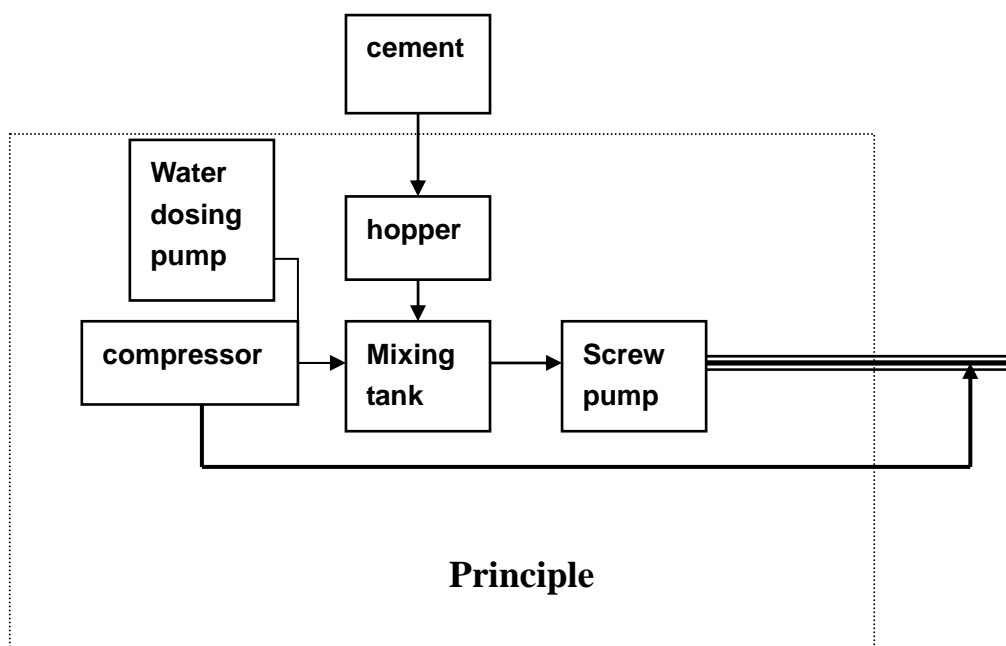 cement
Water
dosing
pump
hopper
compressor
Mixing
tank
Screw
pump
Principle